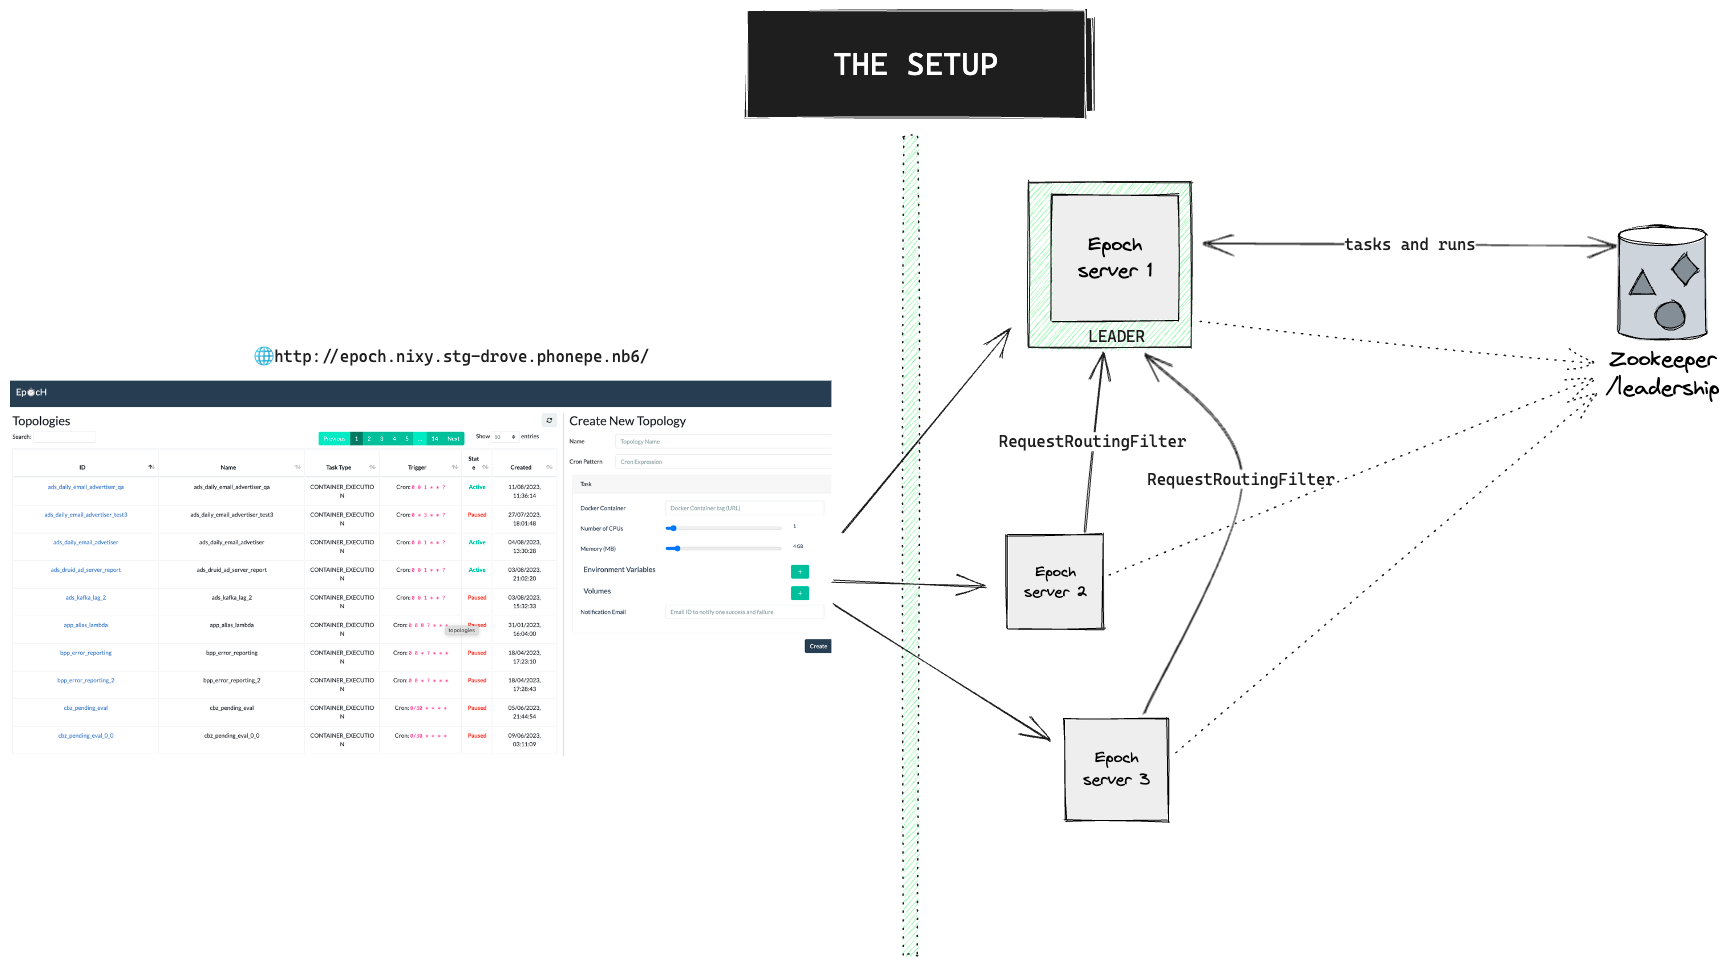 THE SETUP
🌐http://epoch.nixy.stg-drove.phonepe.nb6/
EpocH
Topologies
Search:
Previous 1 2 3 4 5 ... 14 Next
Show 10 entries
ID Name Task Type Trigger State Created
ads_daily_email_advertiser_qa ads_daily_email_advertiser_qa CONTAINER_EXECUTION Cron: 0 0 1 * * ? Active 11/08/2023, 11:36:14
ads_daily_email_advertiser_test3 ads_daily_email_advertiser_test3 CONTAINER_EXECUTION Cron: 0 * 3 * * ? Paused 27/07/2023, 18:01:48
ads_daily_email_advetiser ads_daily_email_advetiser CONTAINER_EXECUTION Cron: 0 0 1 * * ? Active 04/08/2023, 13:30:28
ads_druid_ad_server_report ads_druid_ad_server_report CONTAINER_EXECUTION Cron: 0 0 1 * * ? Active 03/08/2023, 21:02:20
ads_kafka_lag_2 ads_kafka_lag_2 CONTAINER_EXECUTION Cron: 0 0 1 * * ? Paused 03/08/2023, 15:32:33
app_alias_lambda app_alias_lambda CONTAINER_EXECUTION Cron: 0 0 0 ? * * * Paused 31/01/2023, 16:04:00
topologies
bpp_error_reporting bpp_error_reporting CONTAINER_EXECUTION Cron: 0 0 * ? * * * Paused 18/04/2023, 17:23:10
bpp_error_reporting_2 bpp_error_reporting_2 CONTAINER_EXECUTION Cron: 0 0 * ? * * * Paused 18/04/2023, 17:28:43
cbz_pending_eval cbz_pending_eval CONTAINER_EXECUTION Cron: 0/30 * * * * Paused 05/06/2023, 21:44:54
cbz_pending_eval_0_0 cbz_pending_eval_0_0 CONTAINER_EXECUTION Cron: 0/30 * * * * Paused 09/06/2023, 03:11:09
Create New Topology
Name Topology Name
Cron Pattern Cron Expression
Task
Docker Container Docker Container tag (URL)
Number of CPUs 1
Memory (MB) 4 GB
Environment Variables +
Volumes +
Notification Email Email ID to notify one success and failure
Create
Epoch
server 1
LEADER
tasks and runs
Zookeeper
/leadership
RequestRoutingFilter
RequestRoutingFilter
Epoch
server 2
Epoch
server 3